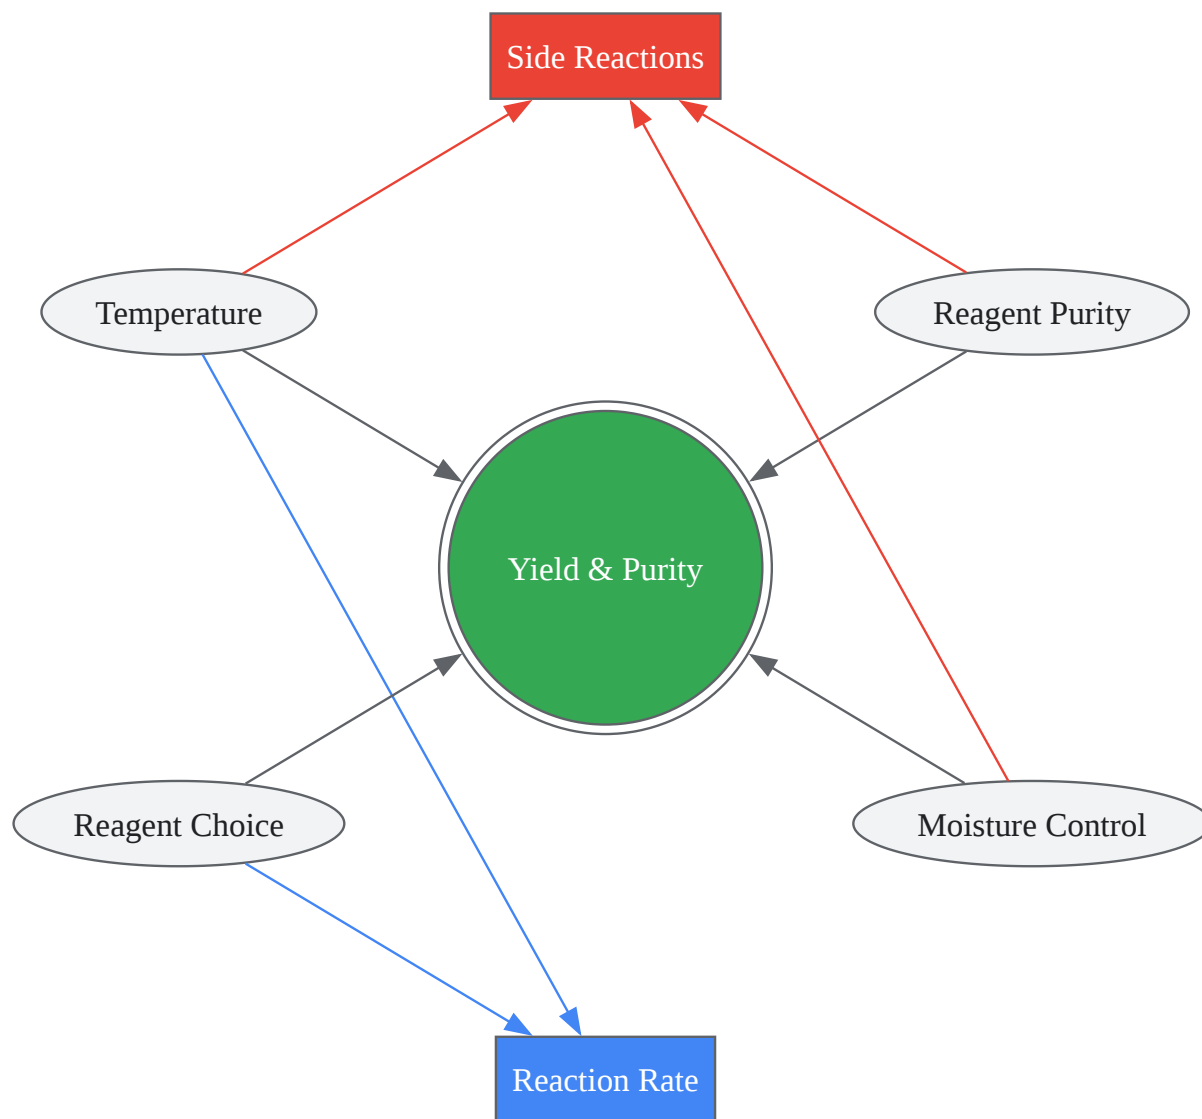 Side Reactions
Temperature
Reagent Purity
Yield & Purity
Reagent Choice
Moisture Control
Reaction Rate